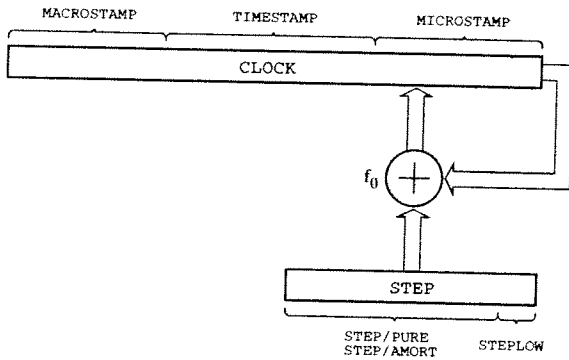 MACROSTAMP TIMESTAMP MICROSTAMP
CLOCK
f0
STEP
STEP/PURE STEPLOW
STEP/AMORT